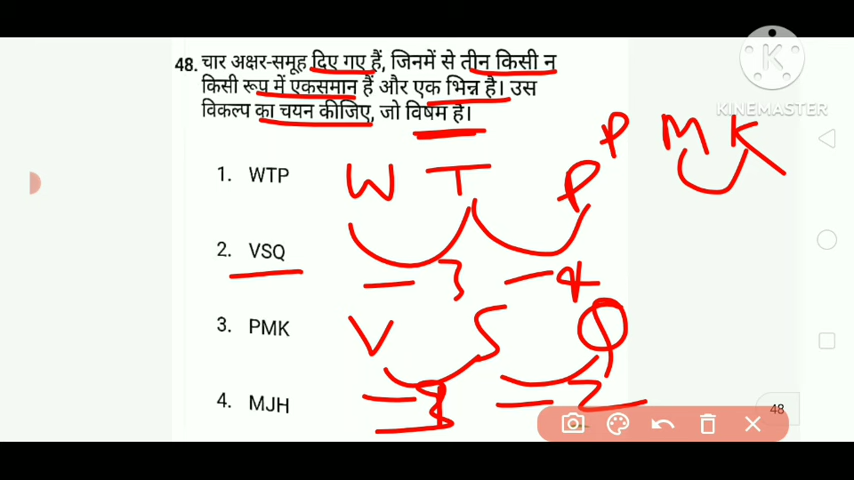 48. चार अक्षर-समूह दिए गए हैं, जिनमें से तीन किसी न
किसी रूप में एकसमान हैं और एक भिन्न है। उस
विकल्प का चयन कीजिए, जो विषम है।
K
KINEMASTER
P M K
1. WTP
W T P
2. VSQ
-3 -4
3. PMK
V S Q
4. MJH
-3 -2
48